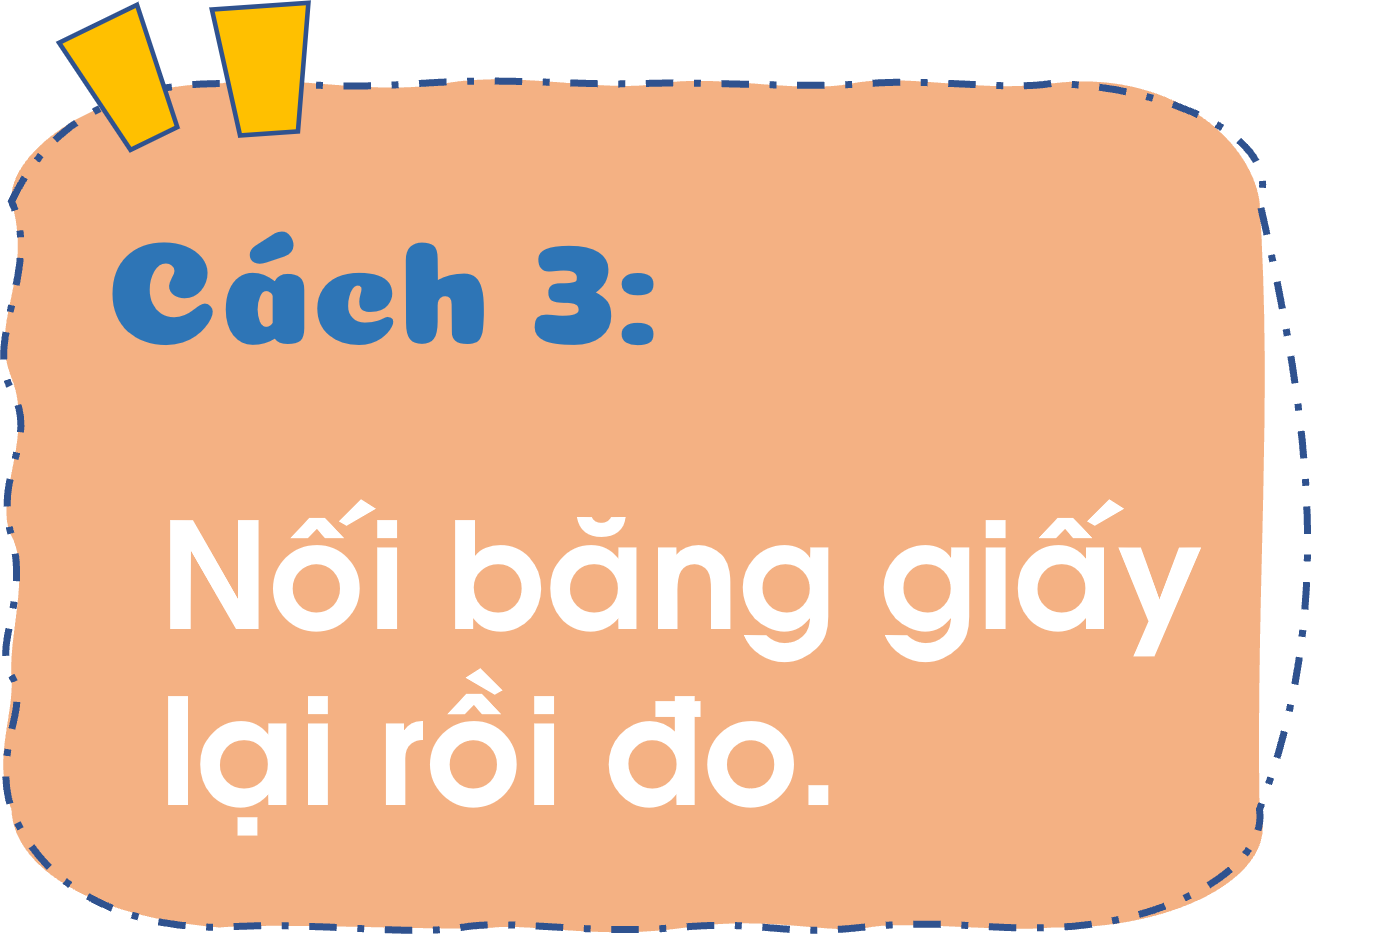 Cách 3:
Nối băng giấy
lại rồi đo.